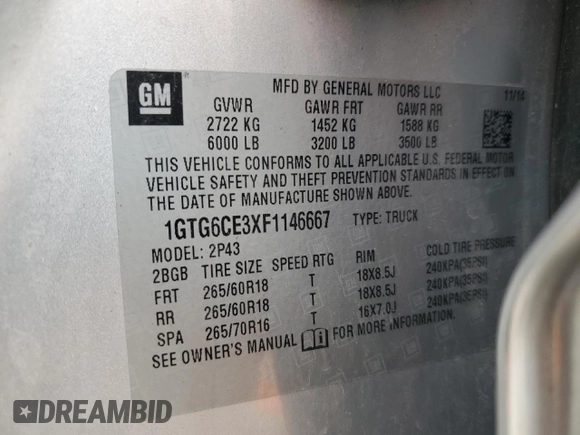 GM
MFD BY GENERAL MOTORS LLC 11/14
GVWR GAWR FRT GAWR RR
2722 KG 1452 KG 1588 KG
6000 LB 3200 LB 3500 LB
THIS VEHICLE CONFORMS TO ALL APPLICABLE U.S. FEDERAL MOTOR
VEHICLE SAFETY AND THEFT PREVENTION STANDARDS IN EFFECT ON
THE DATE OF MANUFACTURE SHOWN ABOVE.
1GTG6CE3XF1146667 TYPE: TRUCK
MODEL: 2P43
2BGB TIRE SIZE SPEED RTG RIM COLD TIRE PRESSURE
FRT 265/60R18 T 18X8.5J 240KPA(35PSI)
RR 265/60R18 T 18X8.5J 240KPA(35PSI)
SPA 265/70R16 T 16X7.0J 240KPA(35PSI)
SEE OWNER'S MANUAL FOR MORE INFORMATION.
DREAMBID